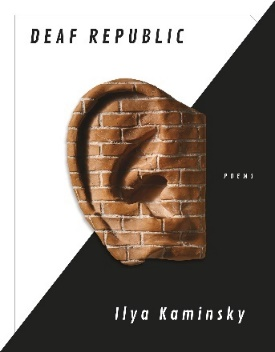 DEAF REPUBLIC
POEMS
Ilya Kaminsky